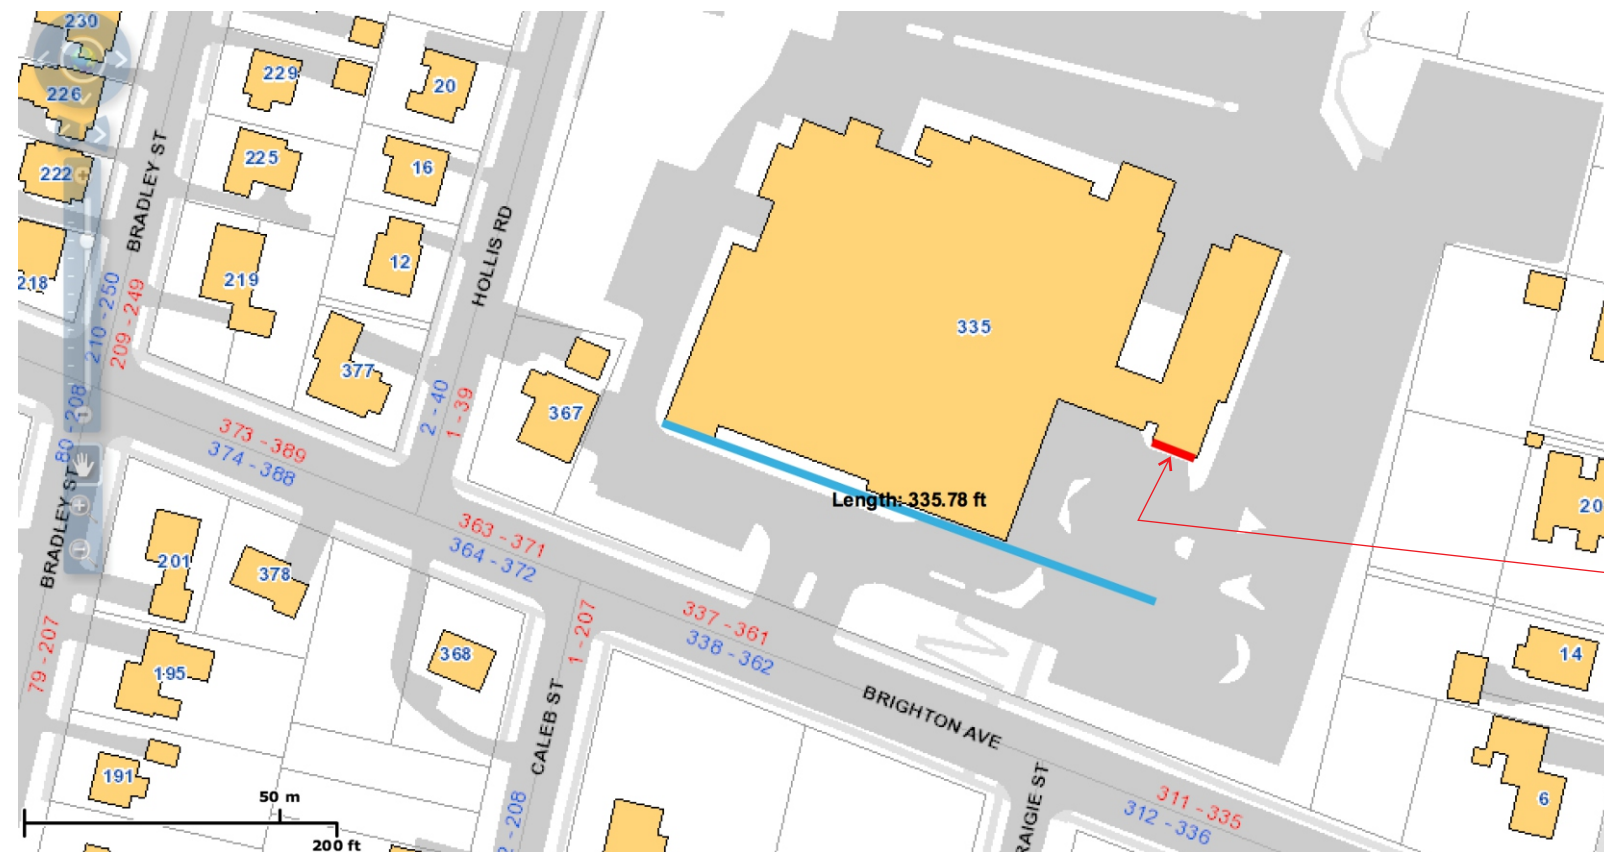 230
229
20
226
225
16
222
BRADLEY ST
HOLLIS RD
12
219
218
210 - 250
209 - 249
335
377
2 - 40
1 - 39
367
80 - 208
373 - 389
374 - 388
Length: 335.78 ft
20
BRADLEY ST
363 - 371
364 - 372
201
378
337 - 361
338 - 362
1 - 207
79 - 207
368
195
14
BRIGHTON AVE
CALEB ST
191
6
311 - 335
312 - 336
RAIGIE ST
- 208
50 m
200 ft